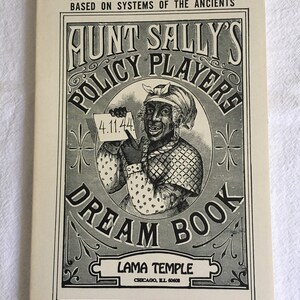 BASED ON SYSTEMS OF THE ANCIENTS
AUNT SALLY'S
POLICY PLAYERS
4.11.44
DREAM BOOK
LAMA TEMPLE
CHICAGO, ILL 60605